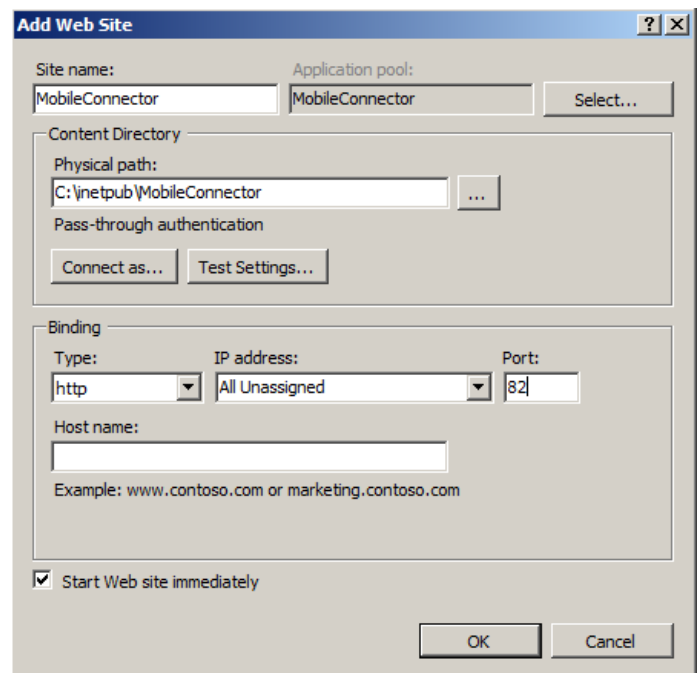 Add Web Site
Site name: Application pool:
MobileConnector MobileConnector Select...
Content Directory
Physical path:
C:\inetpub\MobileConnector ...
Pass-through authentication
Connect as... Test Settings...
Binding
Type: IP address: Port:
http All Unassigned 82
Host name:
Example: www.contoso.com or marketing.contoso.com
Start Web site immediately
OK Cancel